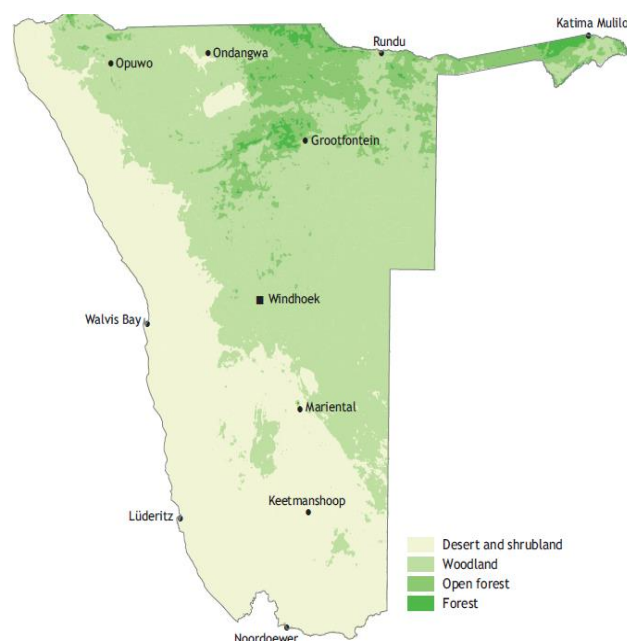 Katima Mulilo
Rundu
Ondangwa
Opuwo
Grootfontein
Windhoek
Walvis Bay
Mariental
Keetmanshoop
Lüderitz
Noordoewer
Desert and shrubland
Woodland
Open forest
Forest